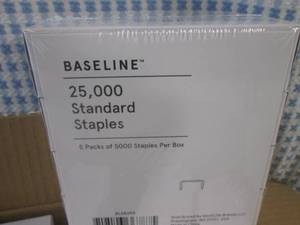 BASELINE™
25,000
Standard
Staples
5 Packs of 5000 Staples Per Box